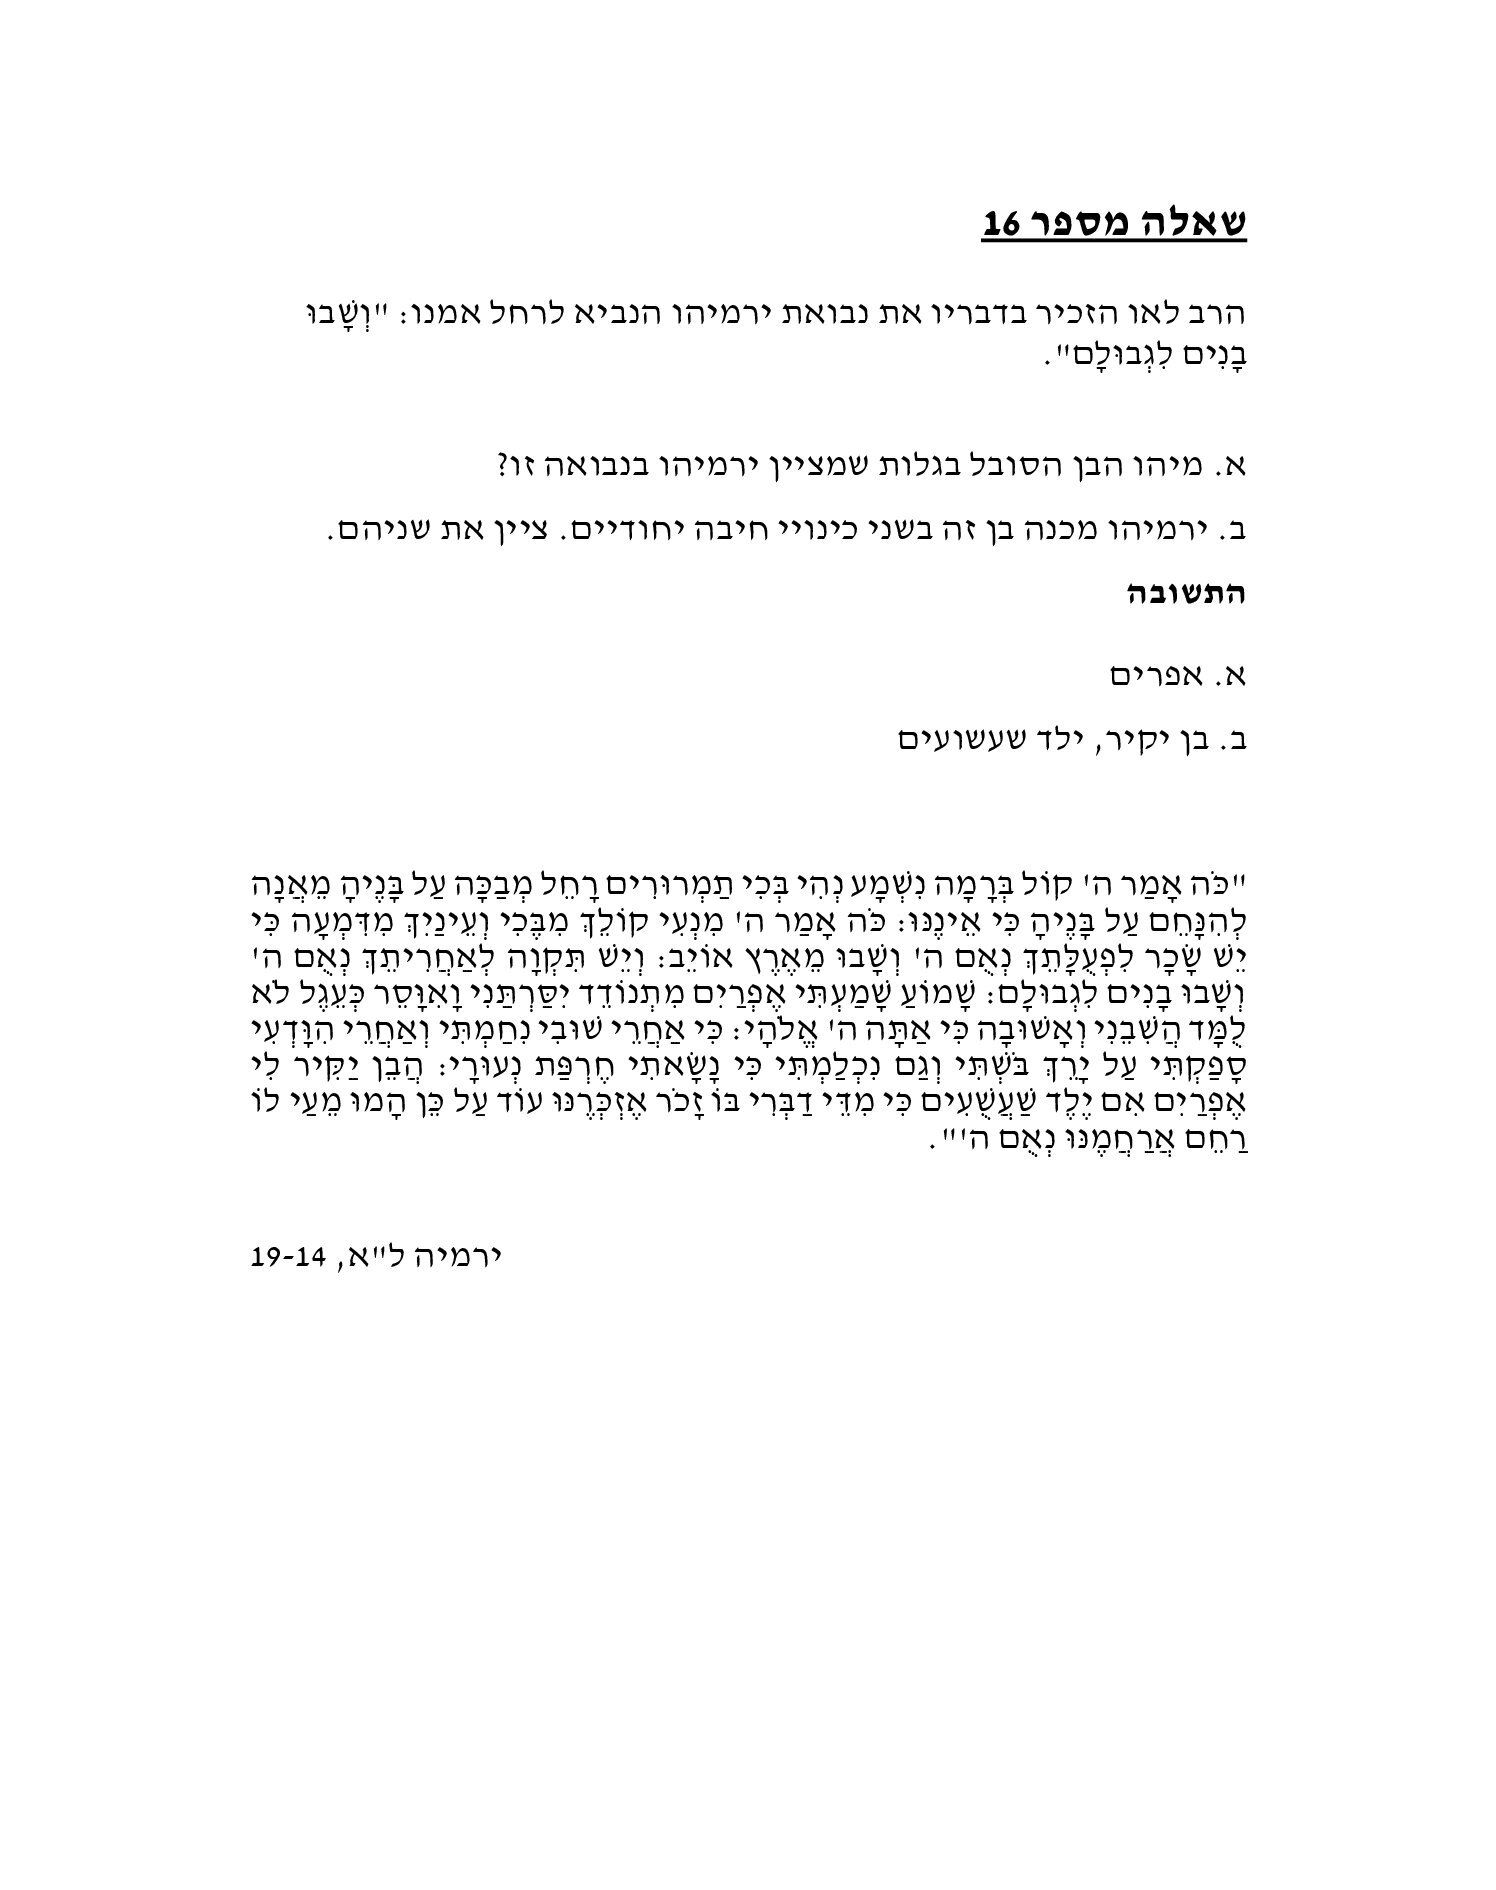 שאלה מספר 16
הרב לאו הזכיר בדבריו את נבואת ירמיהו הנביא לרחל אמנו: "וְשָׁבוּ
בָנִים לִגְבוּלָם".
א. מיהו הבן הסובל בגלות שמציין ירמיהו בנבואה זו?
ב. ירמיהו מכנה בן זה בשני כינויי חיבה יחודיים. ציין את שניהם.
התשובה
א. אפרים
ב. בן יקיר, ילד שעשועים
"כֹּה אָמַר ה' קוֹל בְּרָמָה נִשְׁמָע נְהִי בְּכִי תַמְרוּרִים רָחֵל מְבַכָּה עַל בָּנֶיהָ מֵאֲנָה
לְהִנָּחֵם עַל בָּנֶיהָ כִּי אֵינֶנּוּ: כֹּה אָמַר ה' מִנְעִי קוֹלֵךְ מִבֶּכִי וְעֵינַיִךְ מִדִּמְעָה כִּי
יֵשׁ שָׂכָר לִפְעֻלָּתֵךְ נְאֻם ה' וְשָׁבוּ מֵאֶרֶץ אוֹיֵב: וְיֵשׁ תִּקְוָה לְאַחֲרִיתֵךְ נְאֻם ה'
וְשָׁבוּ בָנִים לִגְבוּלָם: שָׁמוֹעַ שָׁמַעְתִּי אֶפְרַיִם מִתְנוֹדֵד יִסַּרְתַּנִי וָאִוָּסֵר כְּעֵגֶל לֹא
לֻמָּד הֲשִׁבֵנִי וְאָשׁוּבָה כִּי אַתָּה ה' אֱלֹהָי: כִּי אַחֲרֵי שׁוּבִי נִחַמְתִּי וְאַחֲרֵי הִוָּדְעִי
סָפַקְתִּי עַל יָרֵךְ בֹּשְׁתִּי וְגַם נִכְלַמְתִּי כִּי נָשָׂאתִי חֶרְפַּת נְעוּרָי: הֲבֵן יַקִּיר לִי
אֶפְרַיִם אִם יֶלֶד שַׁעֲשֻׁעִים כִּי מִדֵּי דַבְּרִי בּוֹ זָכֹר אֶזְכְּרֶנּוּ עוֹד עַל כֵּן הָמוּ מֵעַי לוֹ
רַחֵם אֲרַחֲמֶנּוּ נְאֻם ה'".
ירמיה ל"א, 19-14